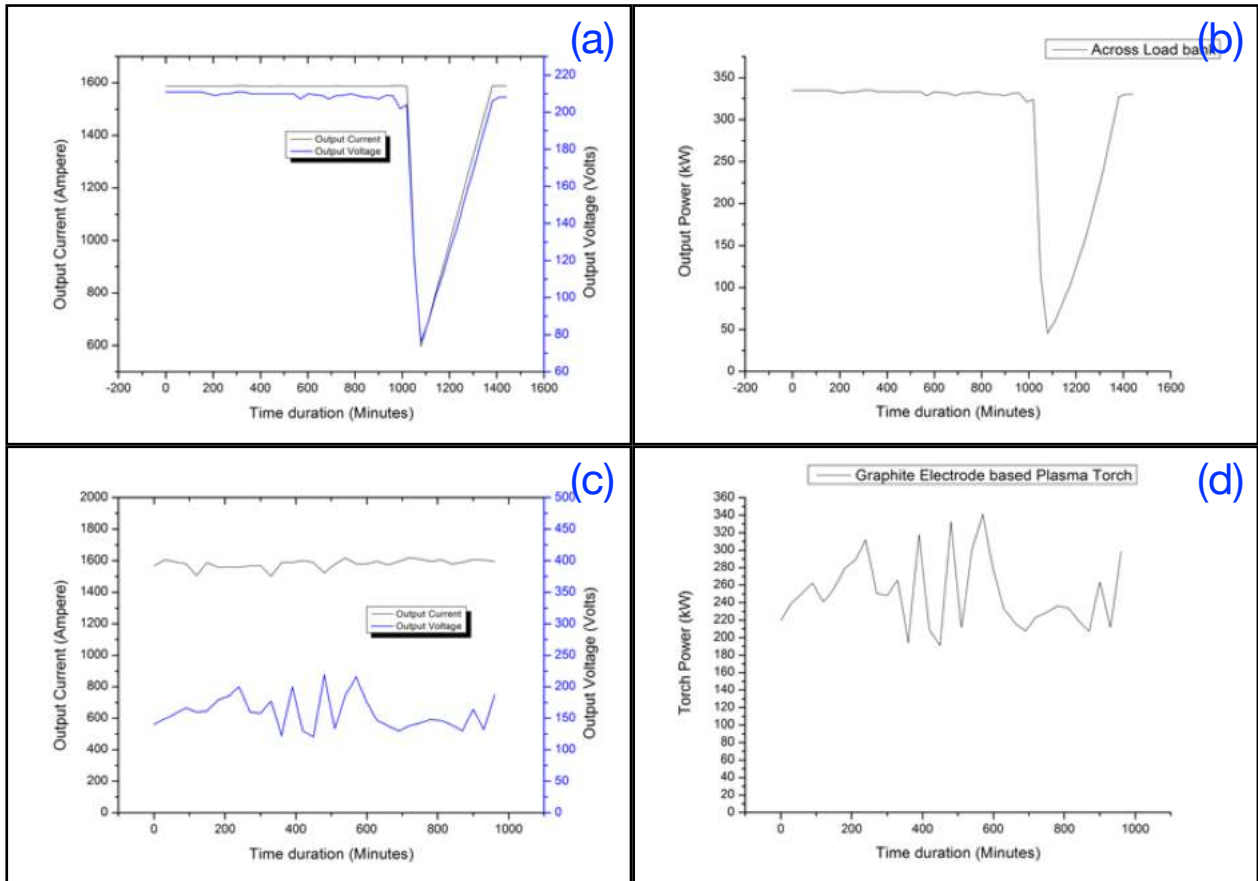 (a)
1600
1400
1200
1000
800
600
220
200
180
160
140
120
100
80
60
-200 0 200 400 600 800 1000 1200 1400 1600
Output Current (Ampere)
Output Voltage (Volts)
Output Current
Output Voltage
Time duration (Minutes)
(b)
Across Load bank
350
300
250
200
150
100
50
0
-200 0 200 400 600 800 1000 1200 1400 1600
Output Power (kW)
Time duration (Minutes)
(c)
2000
1800
1600
1400
1200
1000
800
600
400
200
0
500
450
400
350
300
250
200
150
100
50
0
0 200 400 600 800 1000
Output Current (Ampere)
Output Voltage (Volts)
Output Current
Output Voltage
Time duration (Minutes)
(d)
Graphite Electrode based Plasma Torch
360
340
320
300
280
260
240
220
200
180
160
140
120
100
80
60
40
20
0
0 200 400 600 800 1000
Torch Power (kW)
Time duration (Minutes)